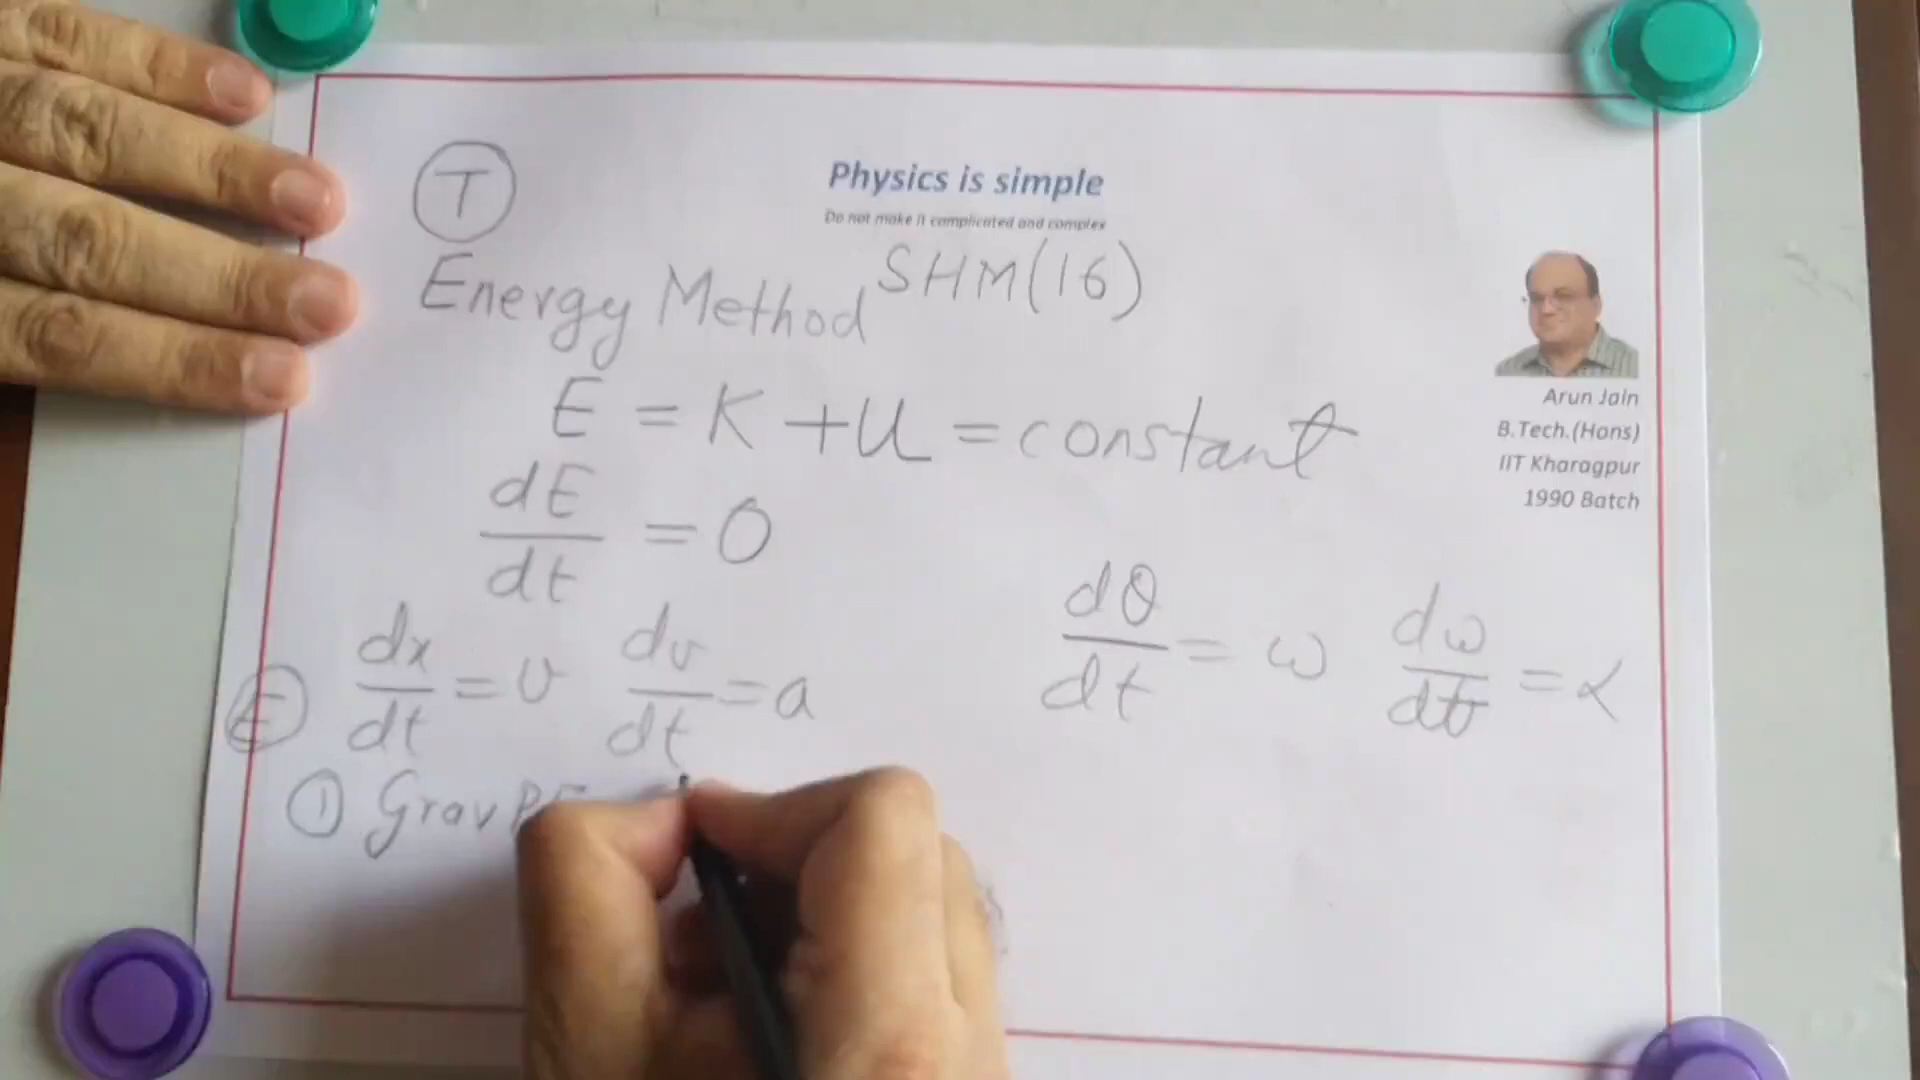 T
Physics is simple
Do not make it complicated and complex
SHM(16)
Energy Method
E = K + U = constant
dE/dt = 0
dx/dt = v dv/dt = a dθ/dt = ω dω/dt = α
E
① Grav P.E
Arun Jain
B.Tech.(Hons)
IIT Kharagpur
1990 Batch